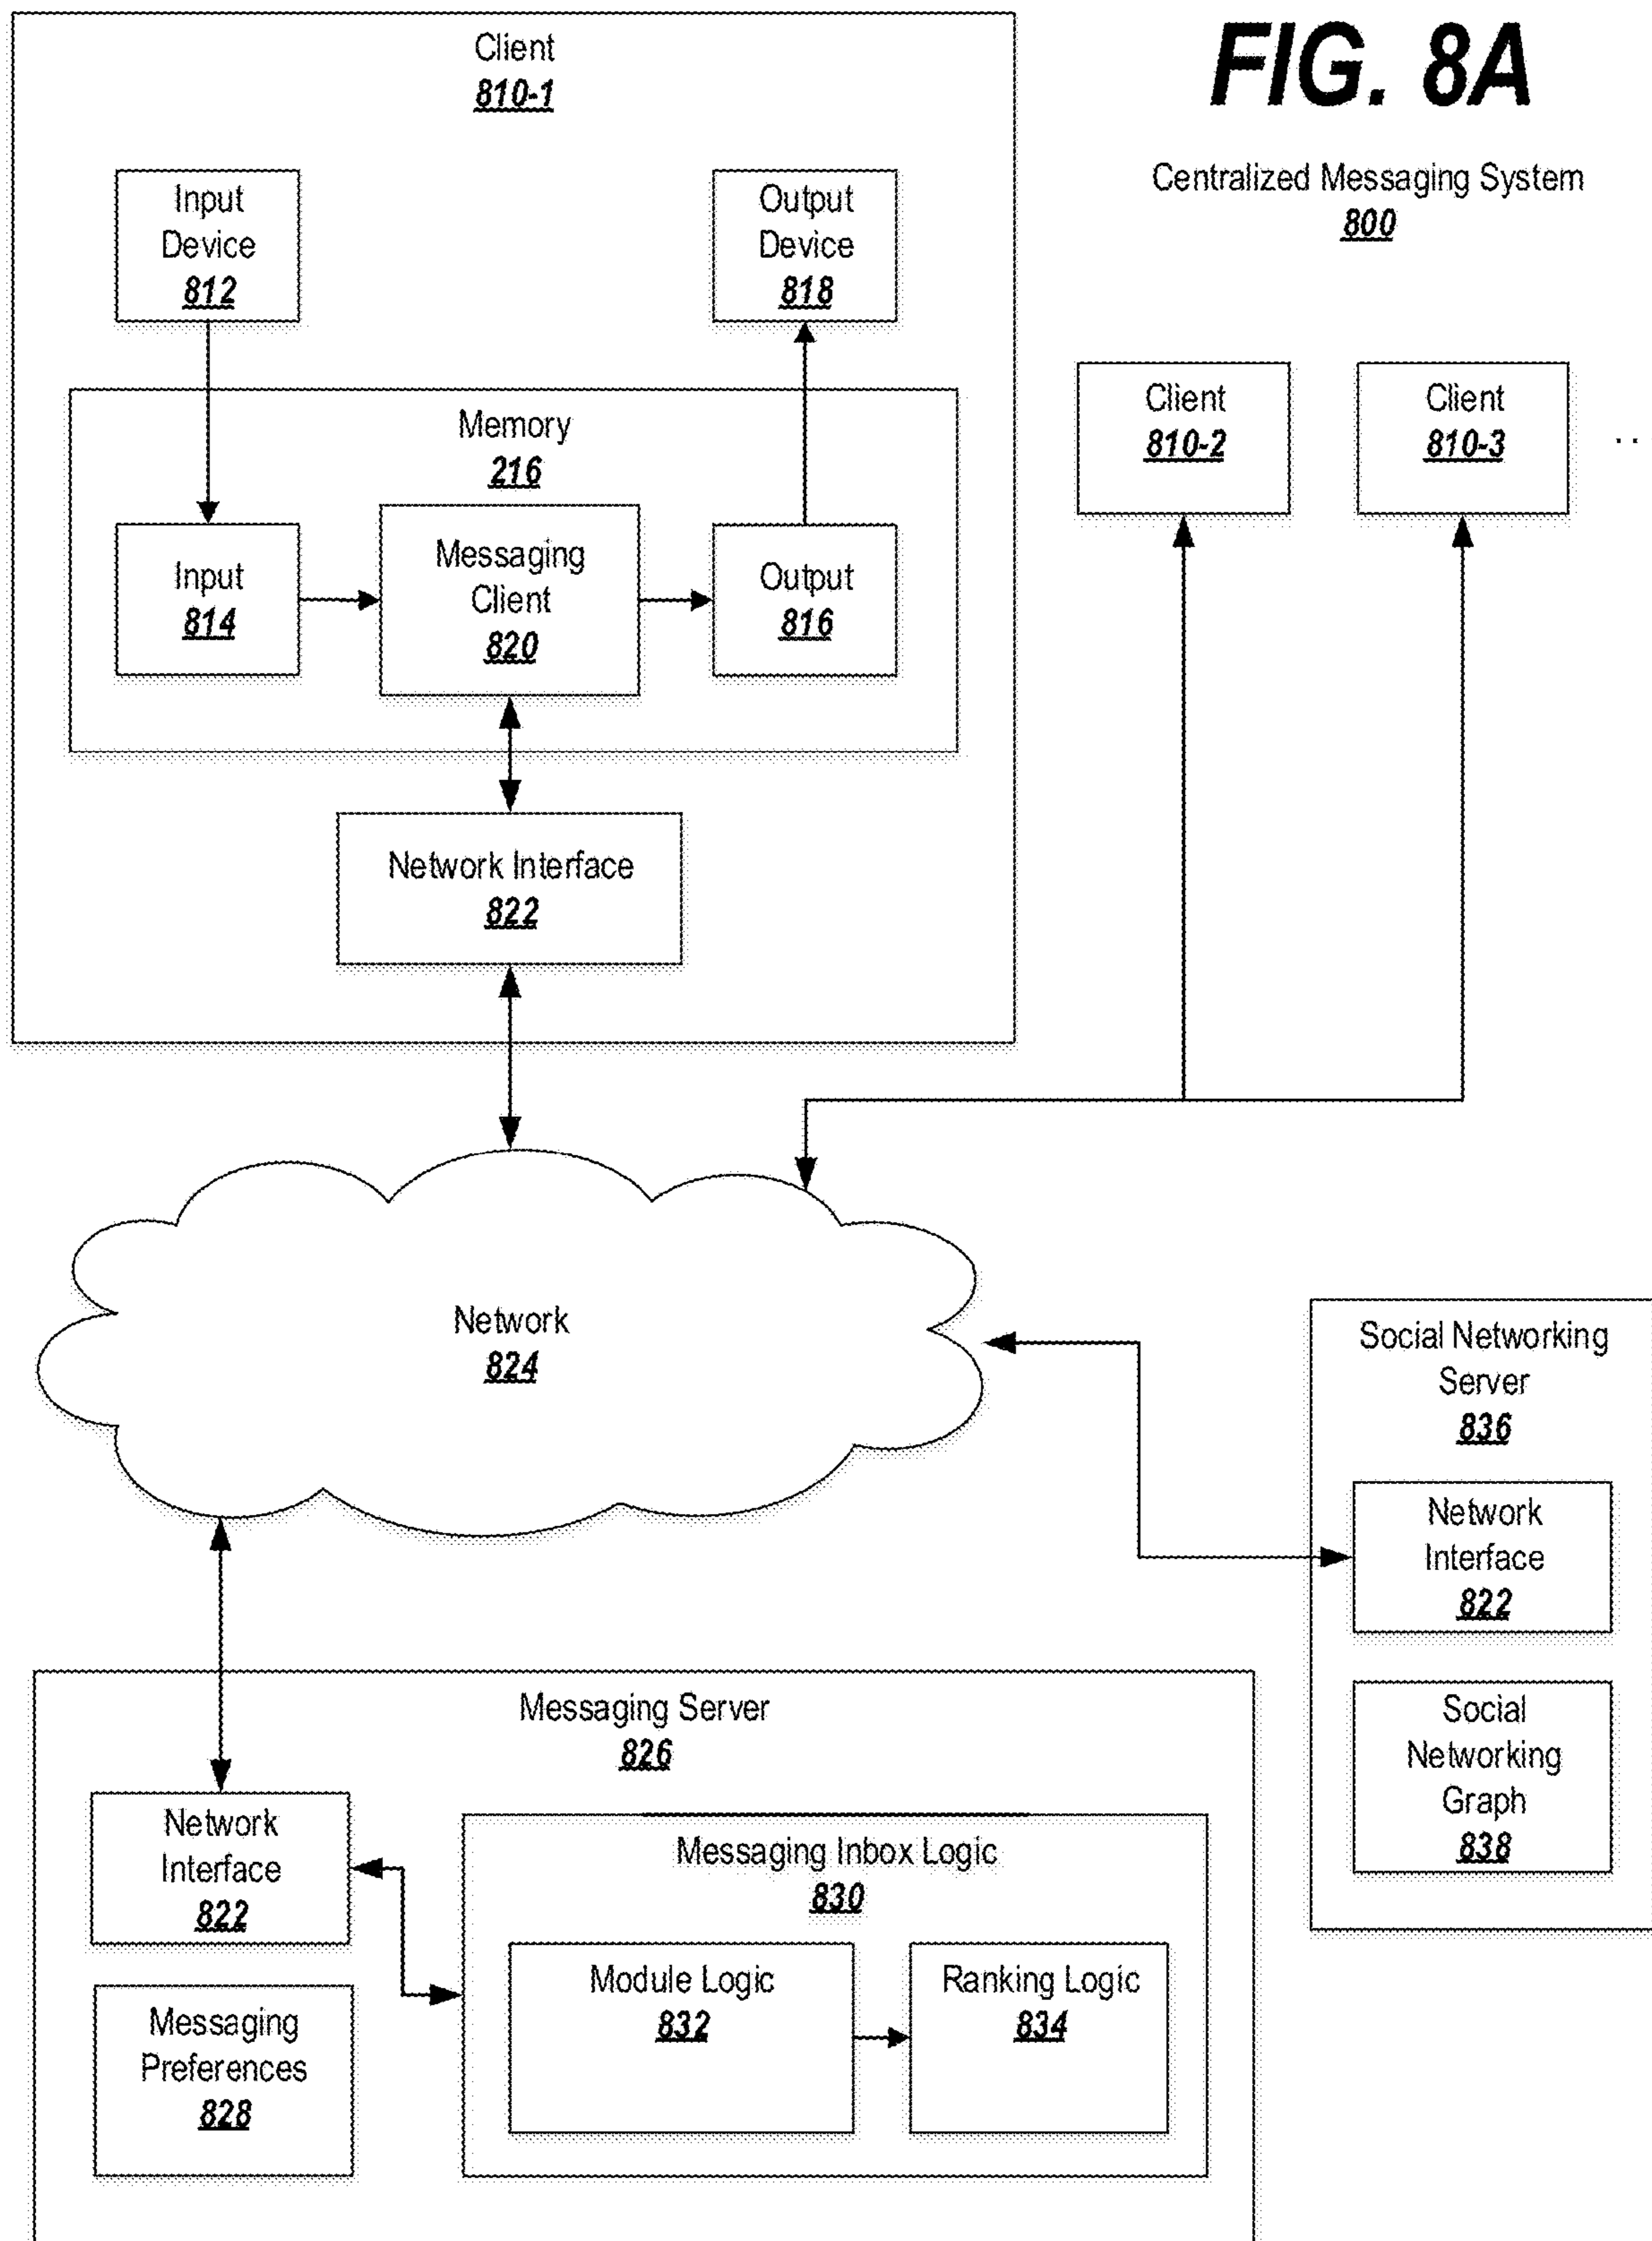 FIG. 8A
Centralized Messaging System
800
Client
810-1
Input
Device
812
Output
Device
818
Memory
216
Input
814
Messaging
Client
820
Output
816
Network Interface
822
Client
810-2
Client
810-3
..
Network
824
Social Networking
Server
836
Network
Interface
822
Social
Networking
Graph
838
Messaging Server
826
Network
Interface
822
Messaging
Preferences
828
Messaging Inbox Logic
830
Module Logic
832
Ranking Logic
834